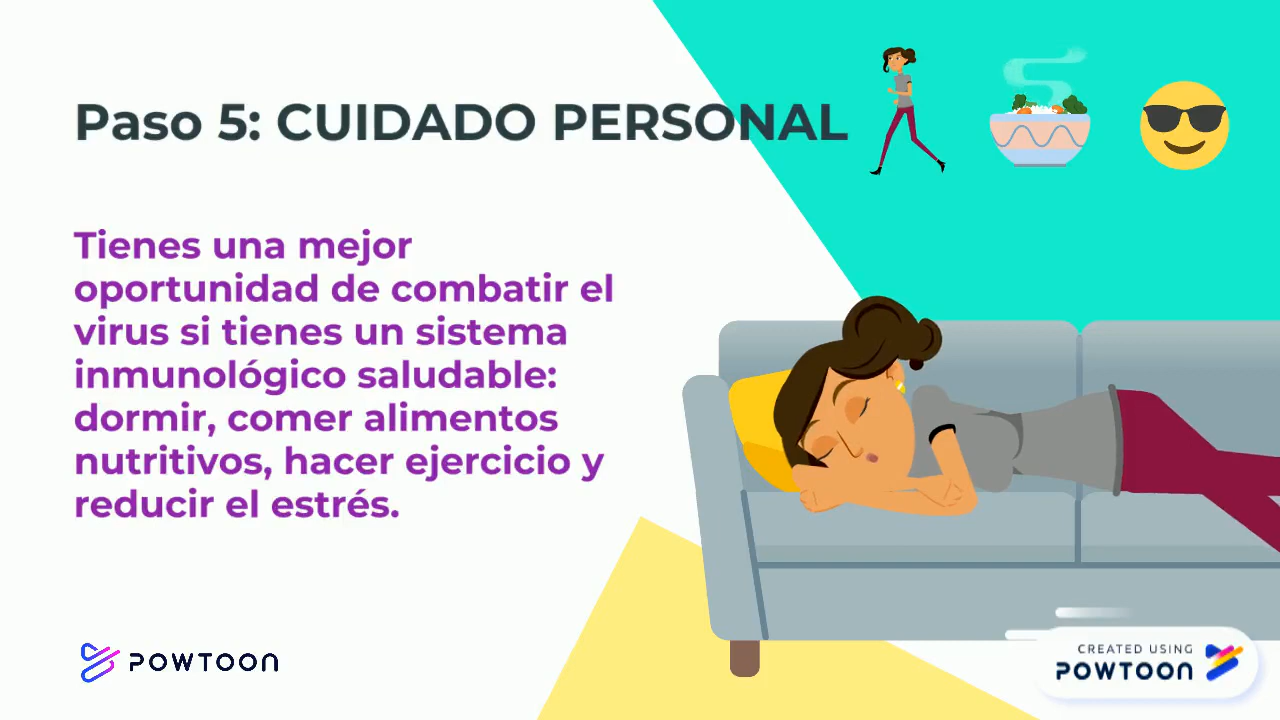 Paso 5: CUIDADO PERSONAL
Tienes una mejor
oportunidad de combatir el
virus si tienes un sistema
inmunológico saludable:
dormir, comer alimentos
nutritivos, hacer ejercicio y
reducir el estrés.
POWTOON
CREATED USING
POWTOON